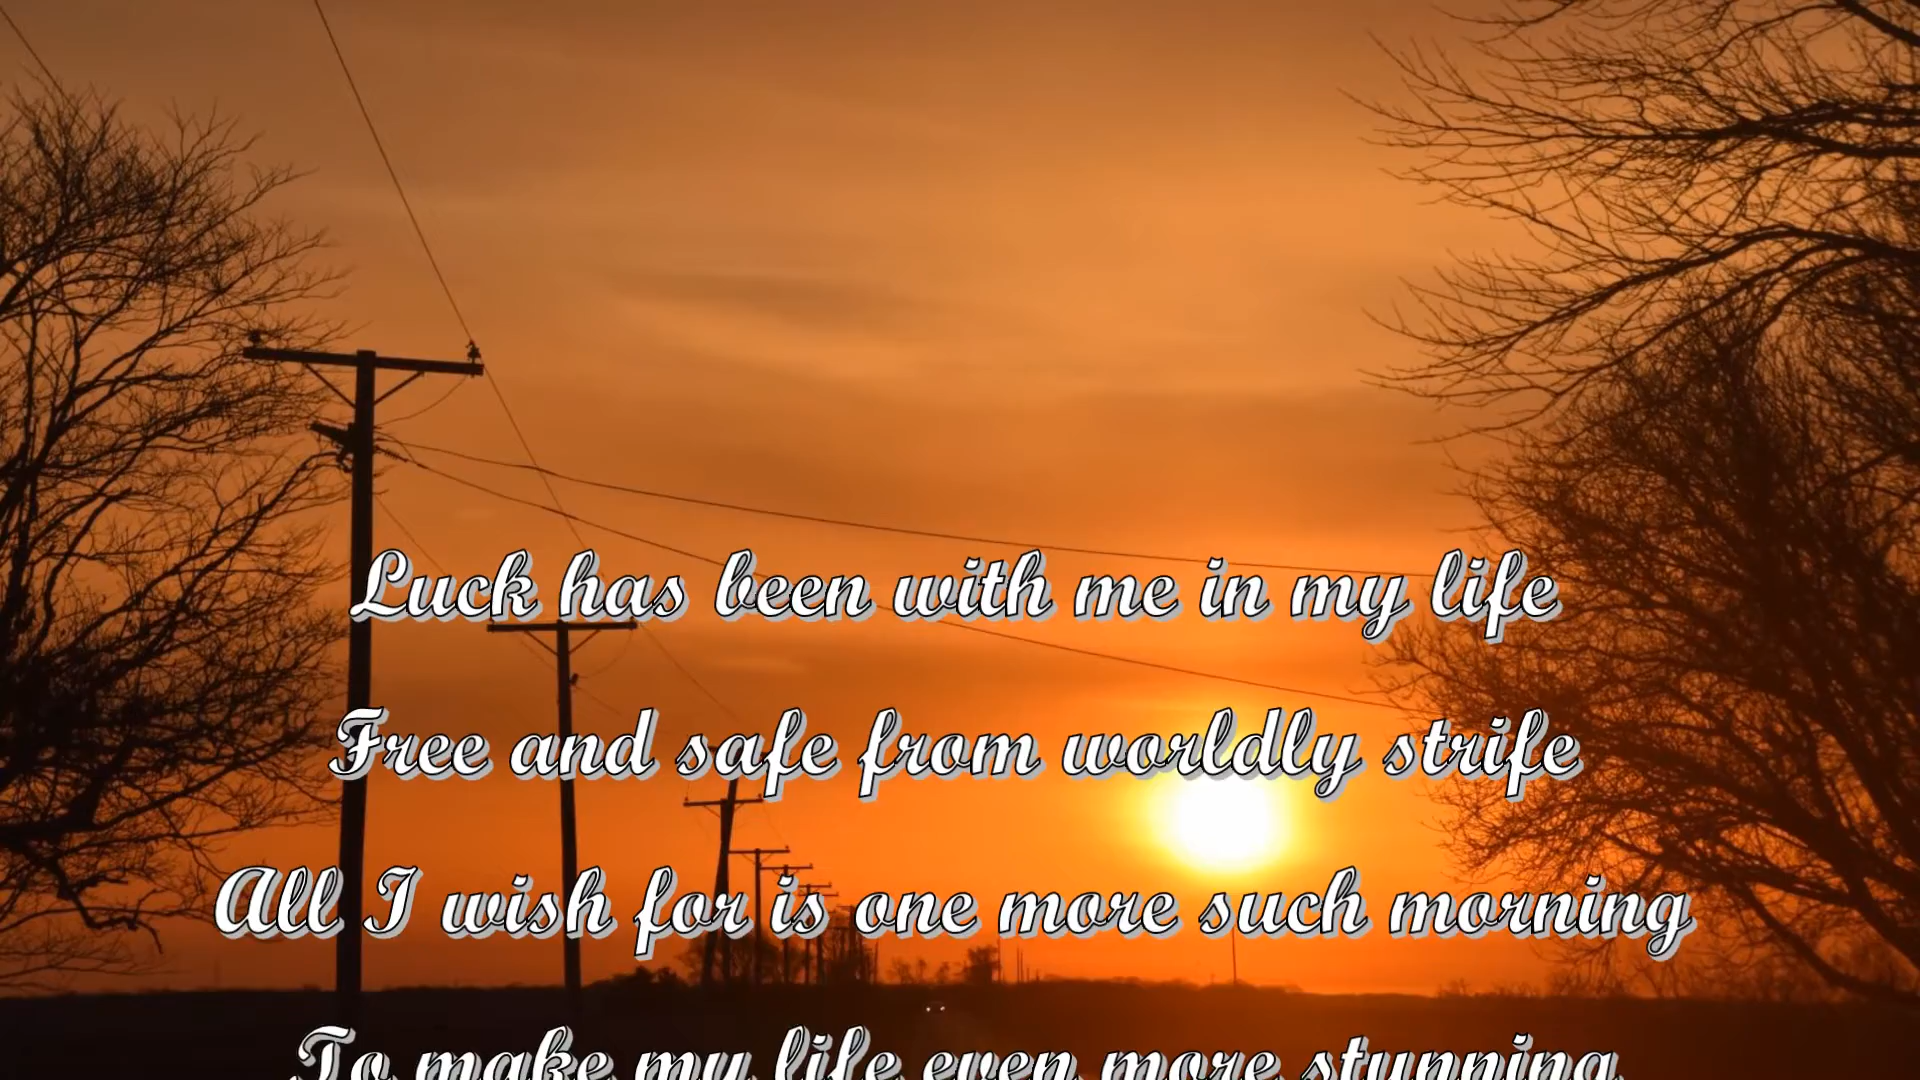 Luck has been with me in my life
Free and safe from worldly strife
All I wish for is one more such morning
To make my life even more stunning